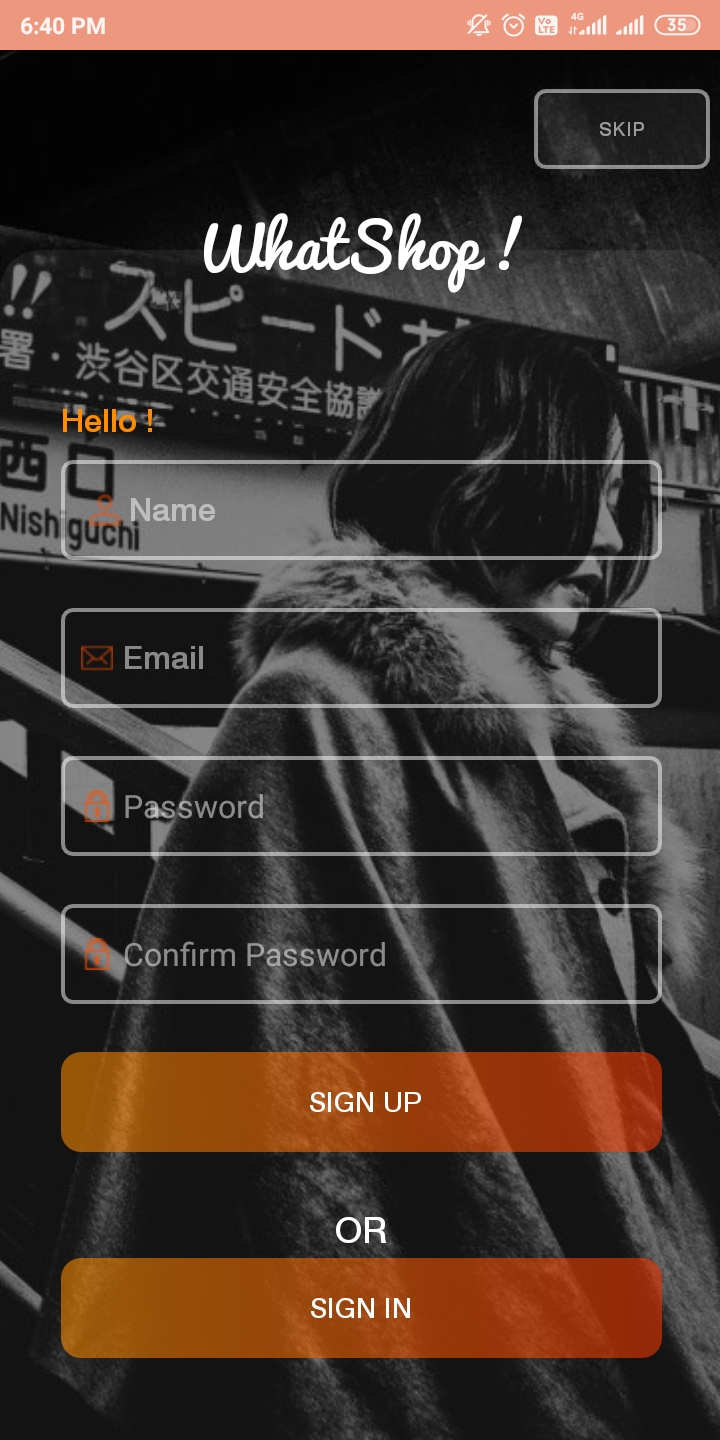 6:40 PM
4G
Vo
LTE
35
SKIP
WhatShop !
!! スピード
署・渋谷区交通安全協
Hello !
西口
Name
Nishiguchi
Email
Password
Confirm Password
SIGN UP
OR
SIGN IN